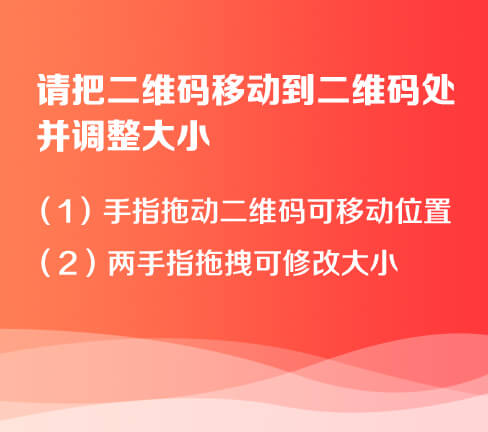 请把二维码移动到二维码处
并调整大小
（1）手指拖动二维码可移动位置
（2）两手指拖拽可修改大小